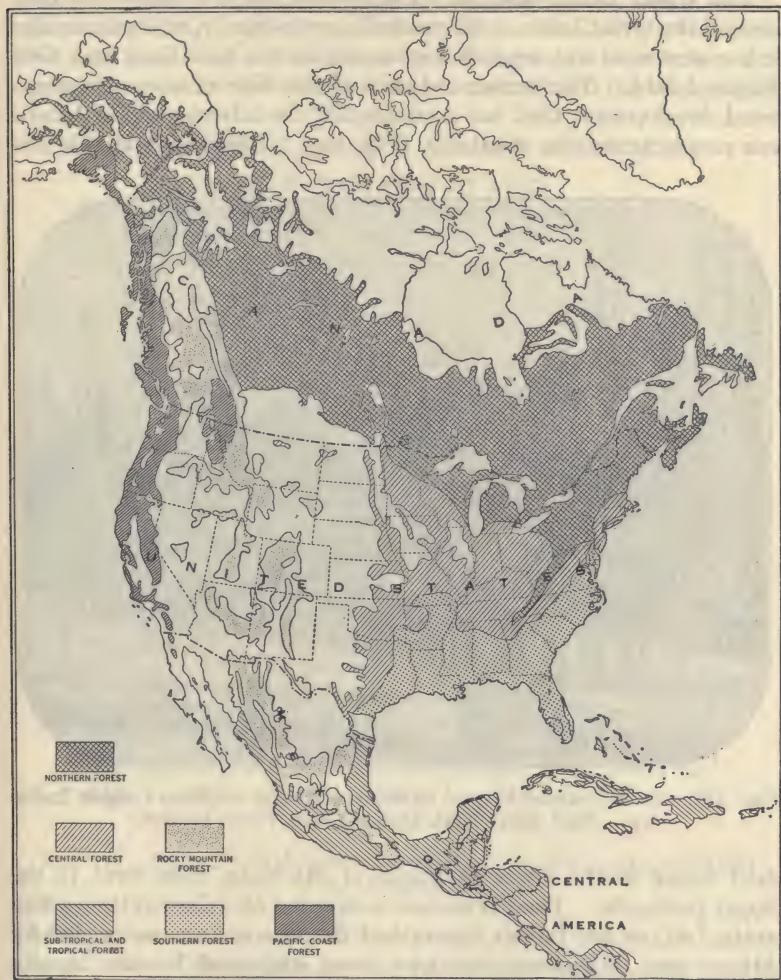 CANADA
UNITED STATES
MEXICO
CENTRAL
AMERICA
NORTHERN FOREST
CENTRAL FOREST
ROCKY MOUNTAIN
FOREST
SUB-TROPICAL AND
TROPICAL FOREST
SOUTHERN FOREST
PACIFIC COAST
FOREST